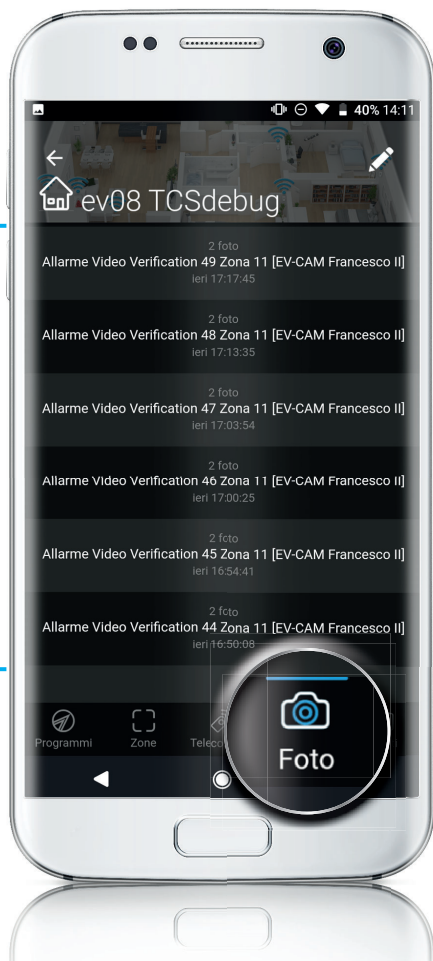 40% 14:11
ev08 TCSdebug
2 foto
Allarme Video Verification 49 Zona 11 [EV-CAM Francesco II]
ieri 17:17:45
2 foto
Allarme Video Verification 48 Zona 11 [EV-CAM Francesco II]
ieri 17:13:35
2 foto
Allarme Video Verification 47 Zona 11 [EV-CAM Francesco II]
ieri 17:03:54
2 foto
Allarme Video Verification 46 Zona 11 [EV-CAM Francesco II]
ieri 17:00:25
2 foto
Allarme Video Verification 45 Zona 11 [EV-CAM Francesco II]
ieri 16:54:41
2 foto
Allarme Video Verification 44 Zona 11 [EV-CAM Francesco II]
ieri 16:50:08
Programmi Zone
Foto